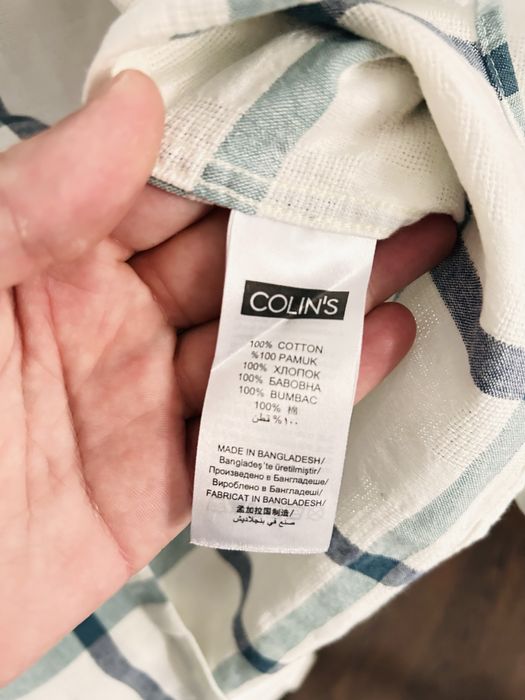 COLIN'S
100% COTTON
%100 PAMUK
100% ХЛОПОК
100% БАВОВНА
100% BUMBAC
100% 棉
١٠٠% قطن
MADE IN BANGLADESH/
Bangladeş'te üretilmiştir/
Произведено в Бангладеше/
Вироблено в Бангладеші/
FABRICAT IN BANGLADESH/
孟加拉国制造/
صنع في بنجلاديش